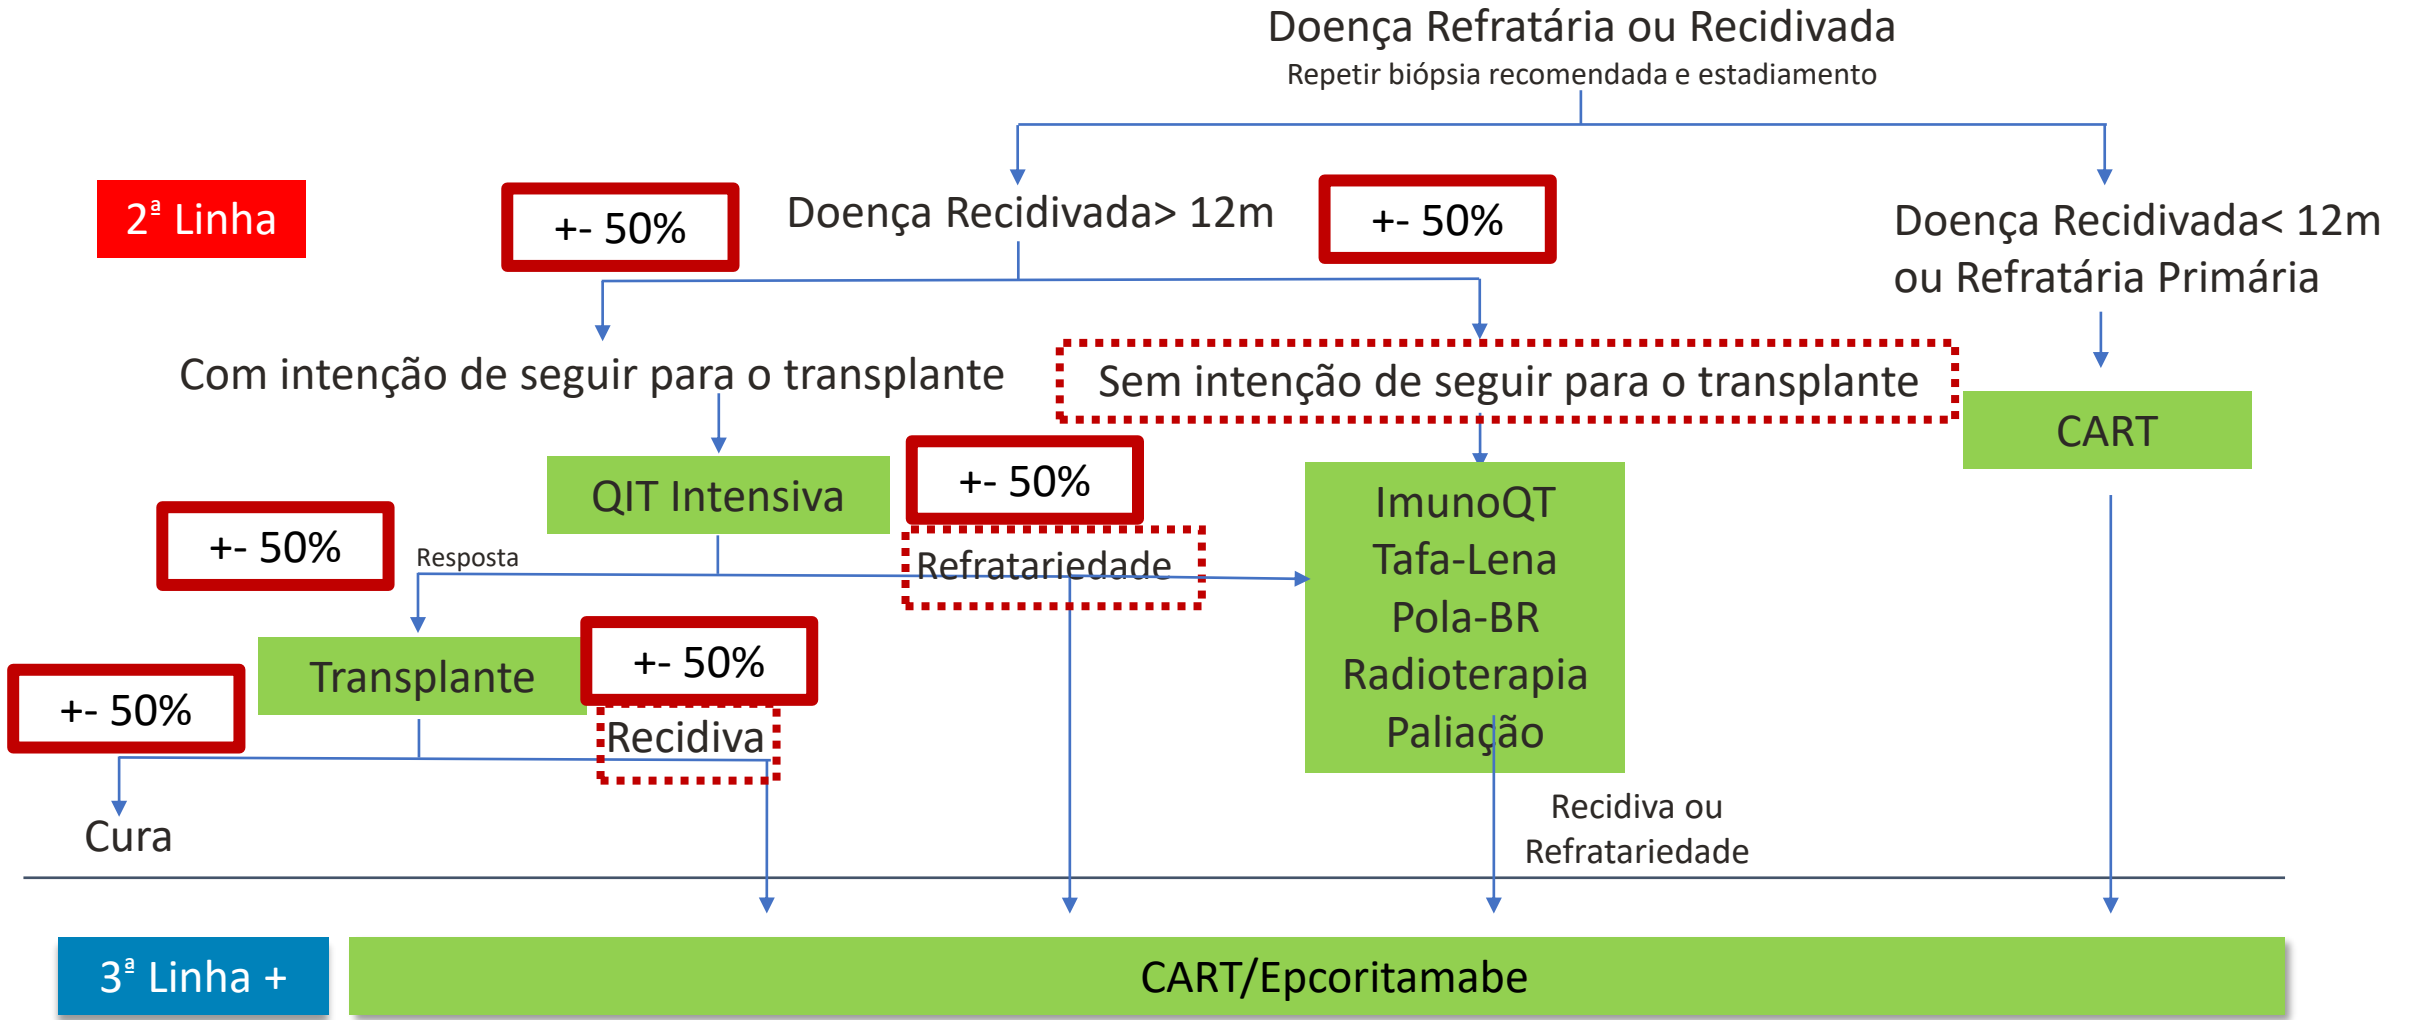 Doença Refratária ou Recidivada
Repetir biópsia recomendada e estadiamento
2ª Linha
+- 50%
Doença Recidivada> 12m
+- 50%
Doença Recidivada< 12m
ou Refratária Primária
Com intenção de seguir para o transplante
Sem intenção de seguir para o transplante
CART
QIT Intensiva
+- 50%
ImunoQT
Tafa-Lena
Pola-BR
Radioterapia
Paliação
+- 50%
Resposta
Refratariedade
Transplante
+- 50%
+- 50%
Recidiva
Cura
Recidiva ou
Refratariedade
3ª Linha +
CART/Epcoritamabe